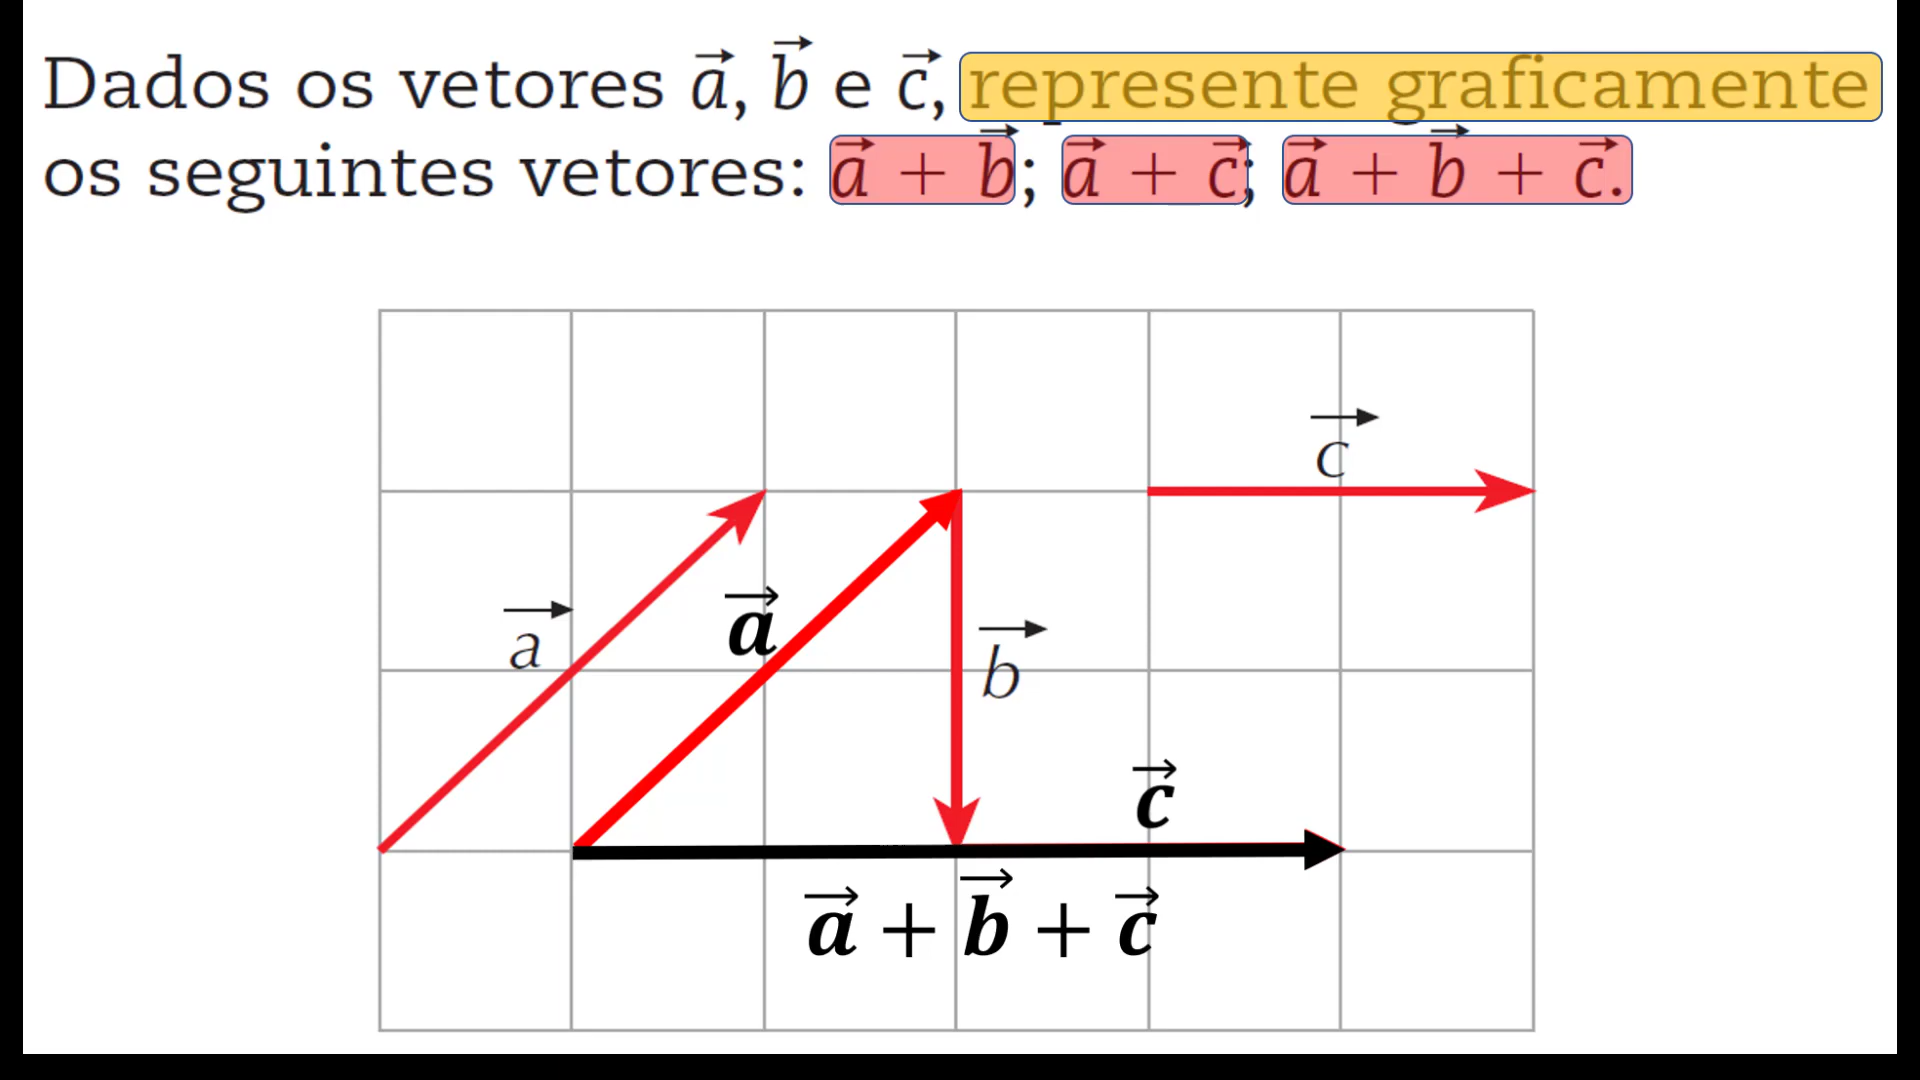 Dados os vetores a⃗, b⃗ e c⃗, represente graficamente
os seguintes vetores: a⃗ + b⃗; a⃗ + c⃗; a⃗ + b⃗ + c⃗.
c⃗
a⃗
a⃗
b⃗
c⃗
a⃗ + b⃗ + c⃗